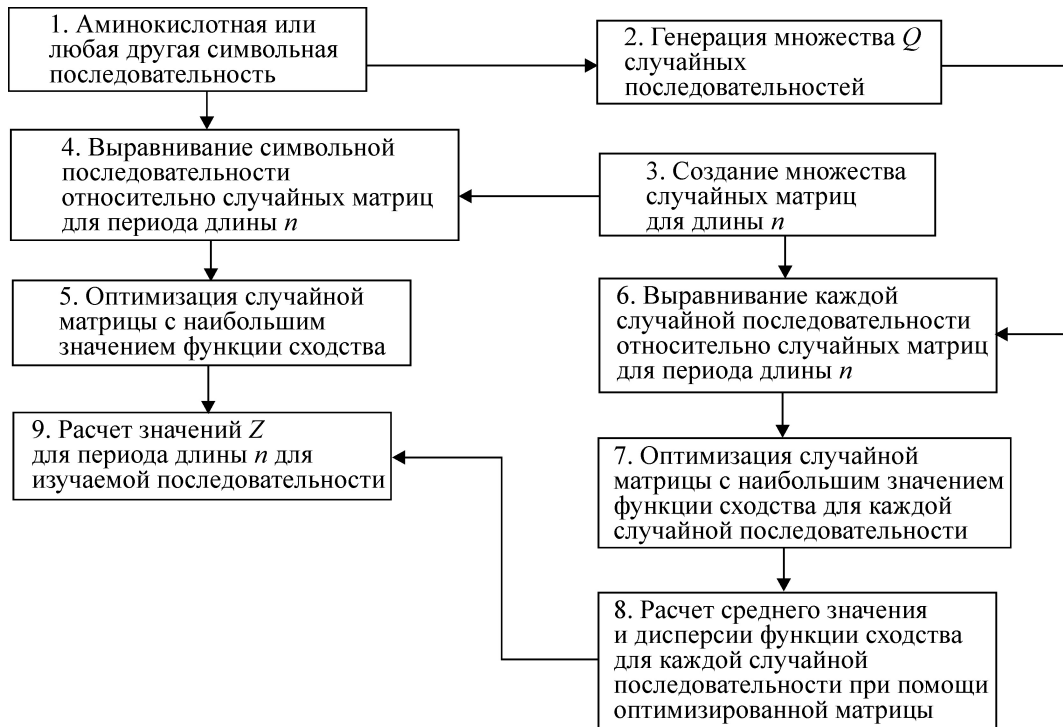 1. Аминокислотная или
любая другая символьная
последовательность
2. Генерация множества Q
случайных
последовательностей
3. Создание множества
случайных матриц
для длины n
4. Выравнивание символьной
последовательности
относительно случайных матриц
для периода длины n
5. Оптимизация случайной
матрицы с наибольшим
значением функции сходства
6. Выравнивание каждой
случайной последовательности
относительно случайных матриц
для периода длины n
7. Оптимизация случайной
матрицы с наибольшим значением
функции сходства для каждой
случайной последовательности
8. Расчет среднего значения
и дисперсии функции сходства
для каждой случайной
последовательности при помощи
оптимизированной матрицы
9. Расчет значений Z
для периода длины n для
изучаемой последовательности